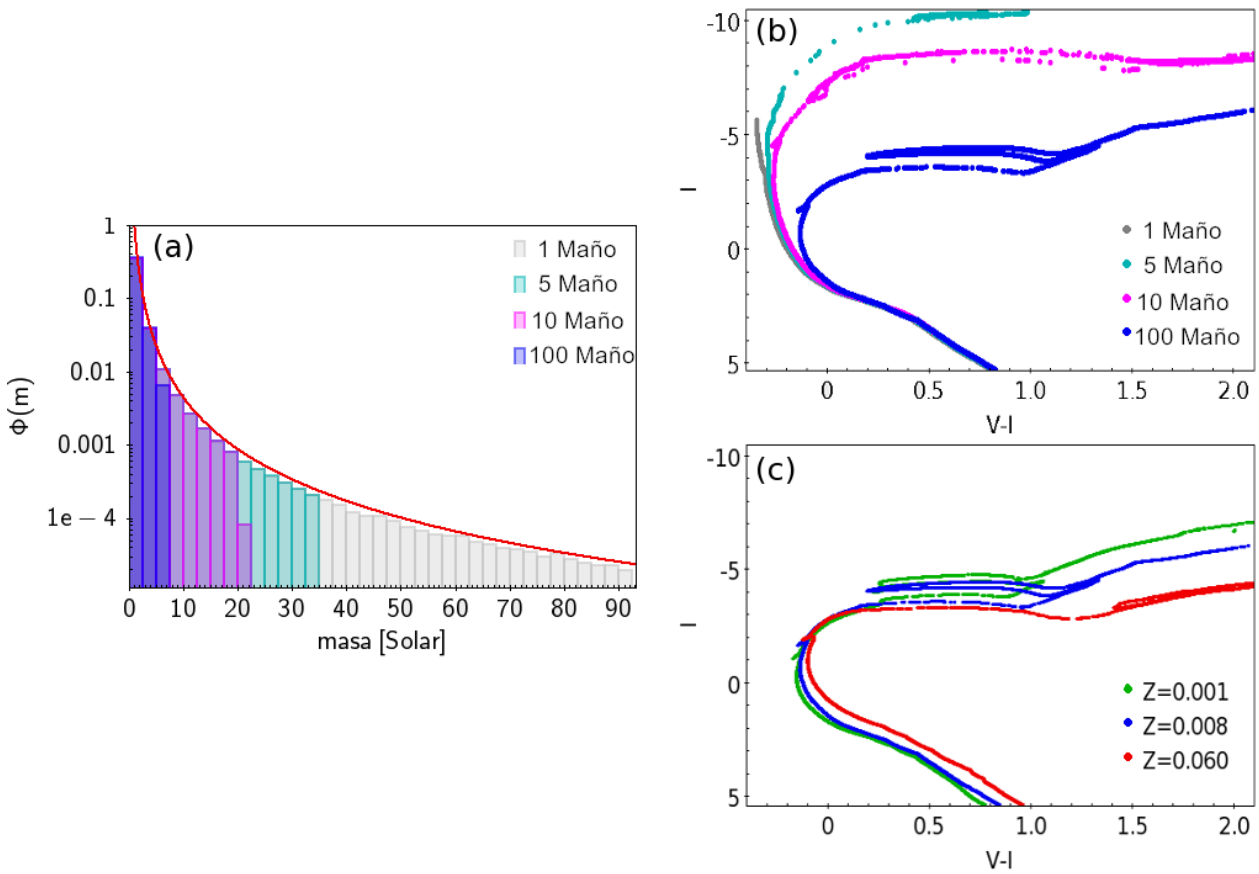 (a)
1
0.1
0.01
0.001
1e − 4
Φ(m)
0 10 20 30 40 50 60 70 80 90
masa [Solar]
1 Maño
5 Maño
10 Maño
100 Maño
(b)
-10
-5
0
5
I
0 0.5 1.0 1.5 2.0
V-I
1 Maño
5 Maño
10 Maño
100 Maño
(c)
-10
-5
0
5
I
0 0.5 1.0 1.5 2.0
V-I
Z=0.001
Z=0.008
Z=0.060